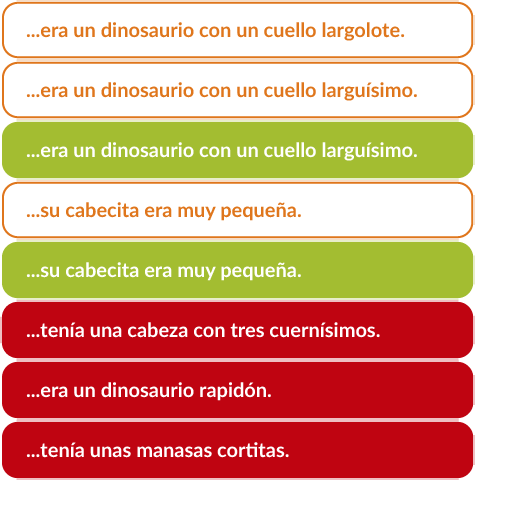 ...era un dinosaurio con un cuello largolote.
...era un dinosaurio con un cuello larguísimo.
...era un dinosaurio con un cuello larguísimo.
...su cabecita era muy pequeña.
...su cabecita era muy pequeña.
...tenía una cabeza con tres cuernísimos.
...era un dinosaurio rapidón.
...tenía unas manasas cortitas.